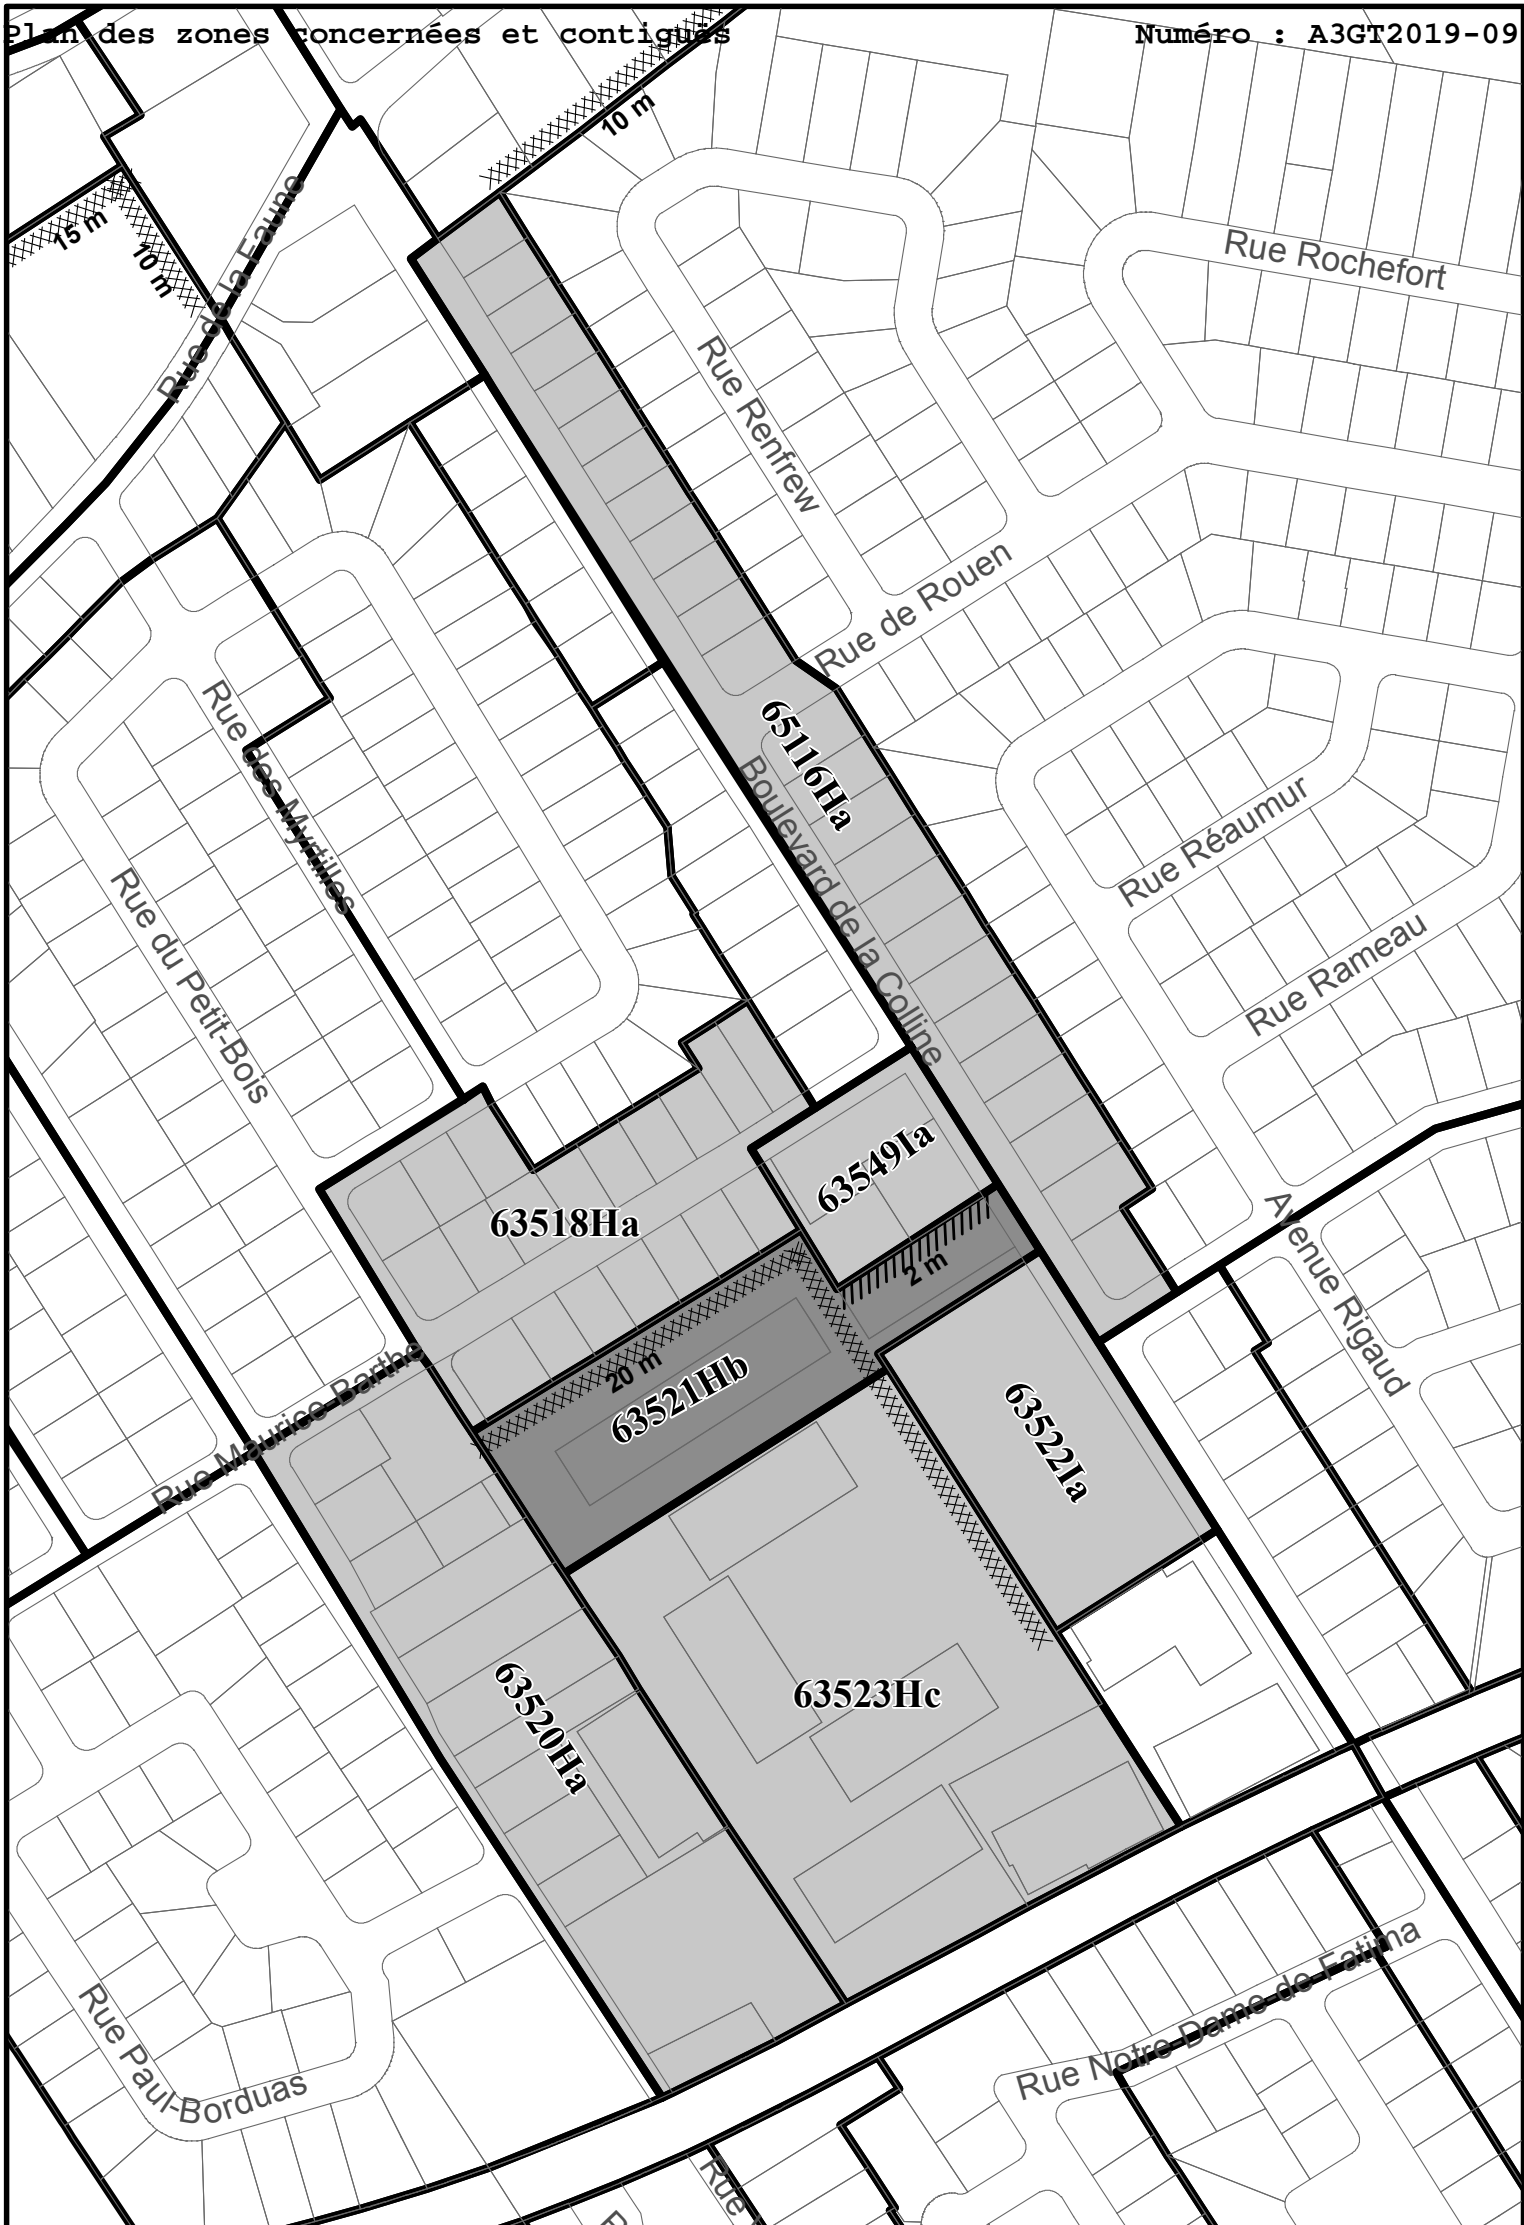 Plan des zones concernées et contiguës
Numéro : A3GT2019-09
10 m
15 m
10 m
Rue de la Faune
Rue Rochefort
Rue Renfrew
Rue de Rouen
65116Ha
Rue des Myrtilles
Boulevard de la Colline
Rue Réaumur
Rue du Petit-Bois
Rue Rameau
63549Ia
63518Ha
Avenue Rigaud
2 m
20 m
63521Hb
Rue Maurice-Barthe
63522Ia
63520Ha
63523Hc
Rue Notre-Dame-de-Fatima
Rue Paul-Borduas
Rue